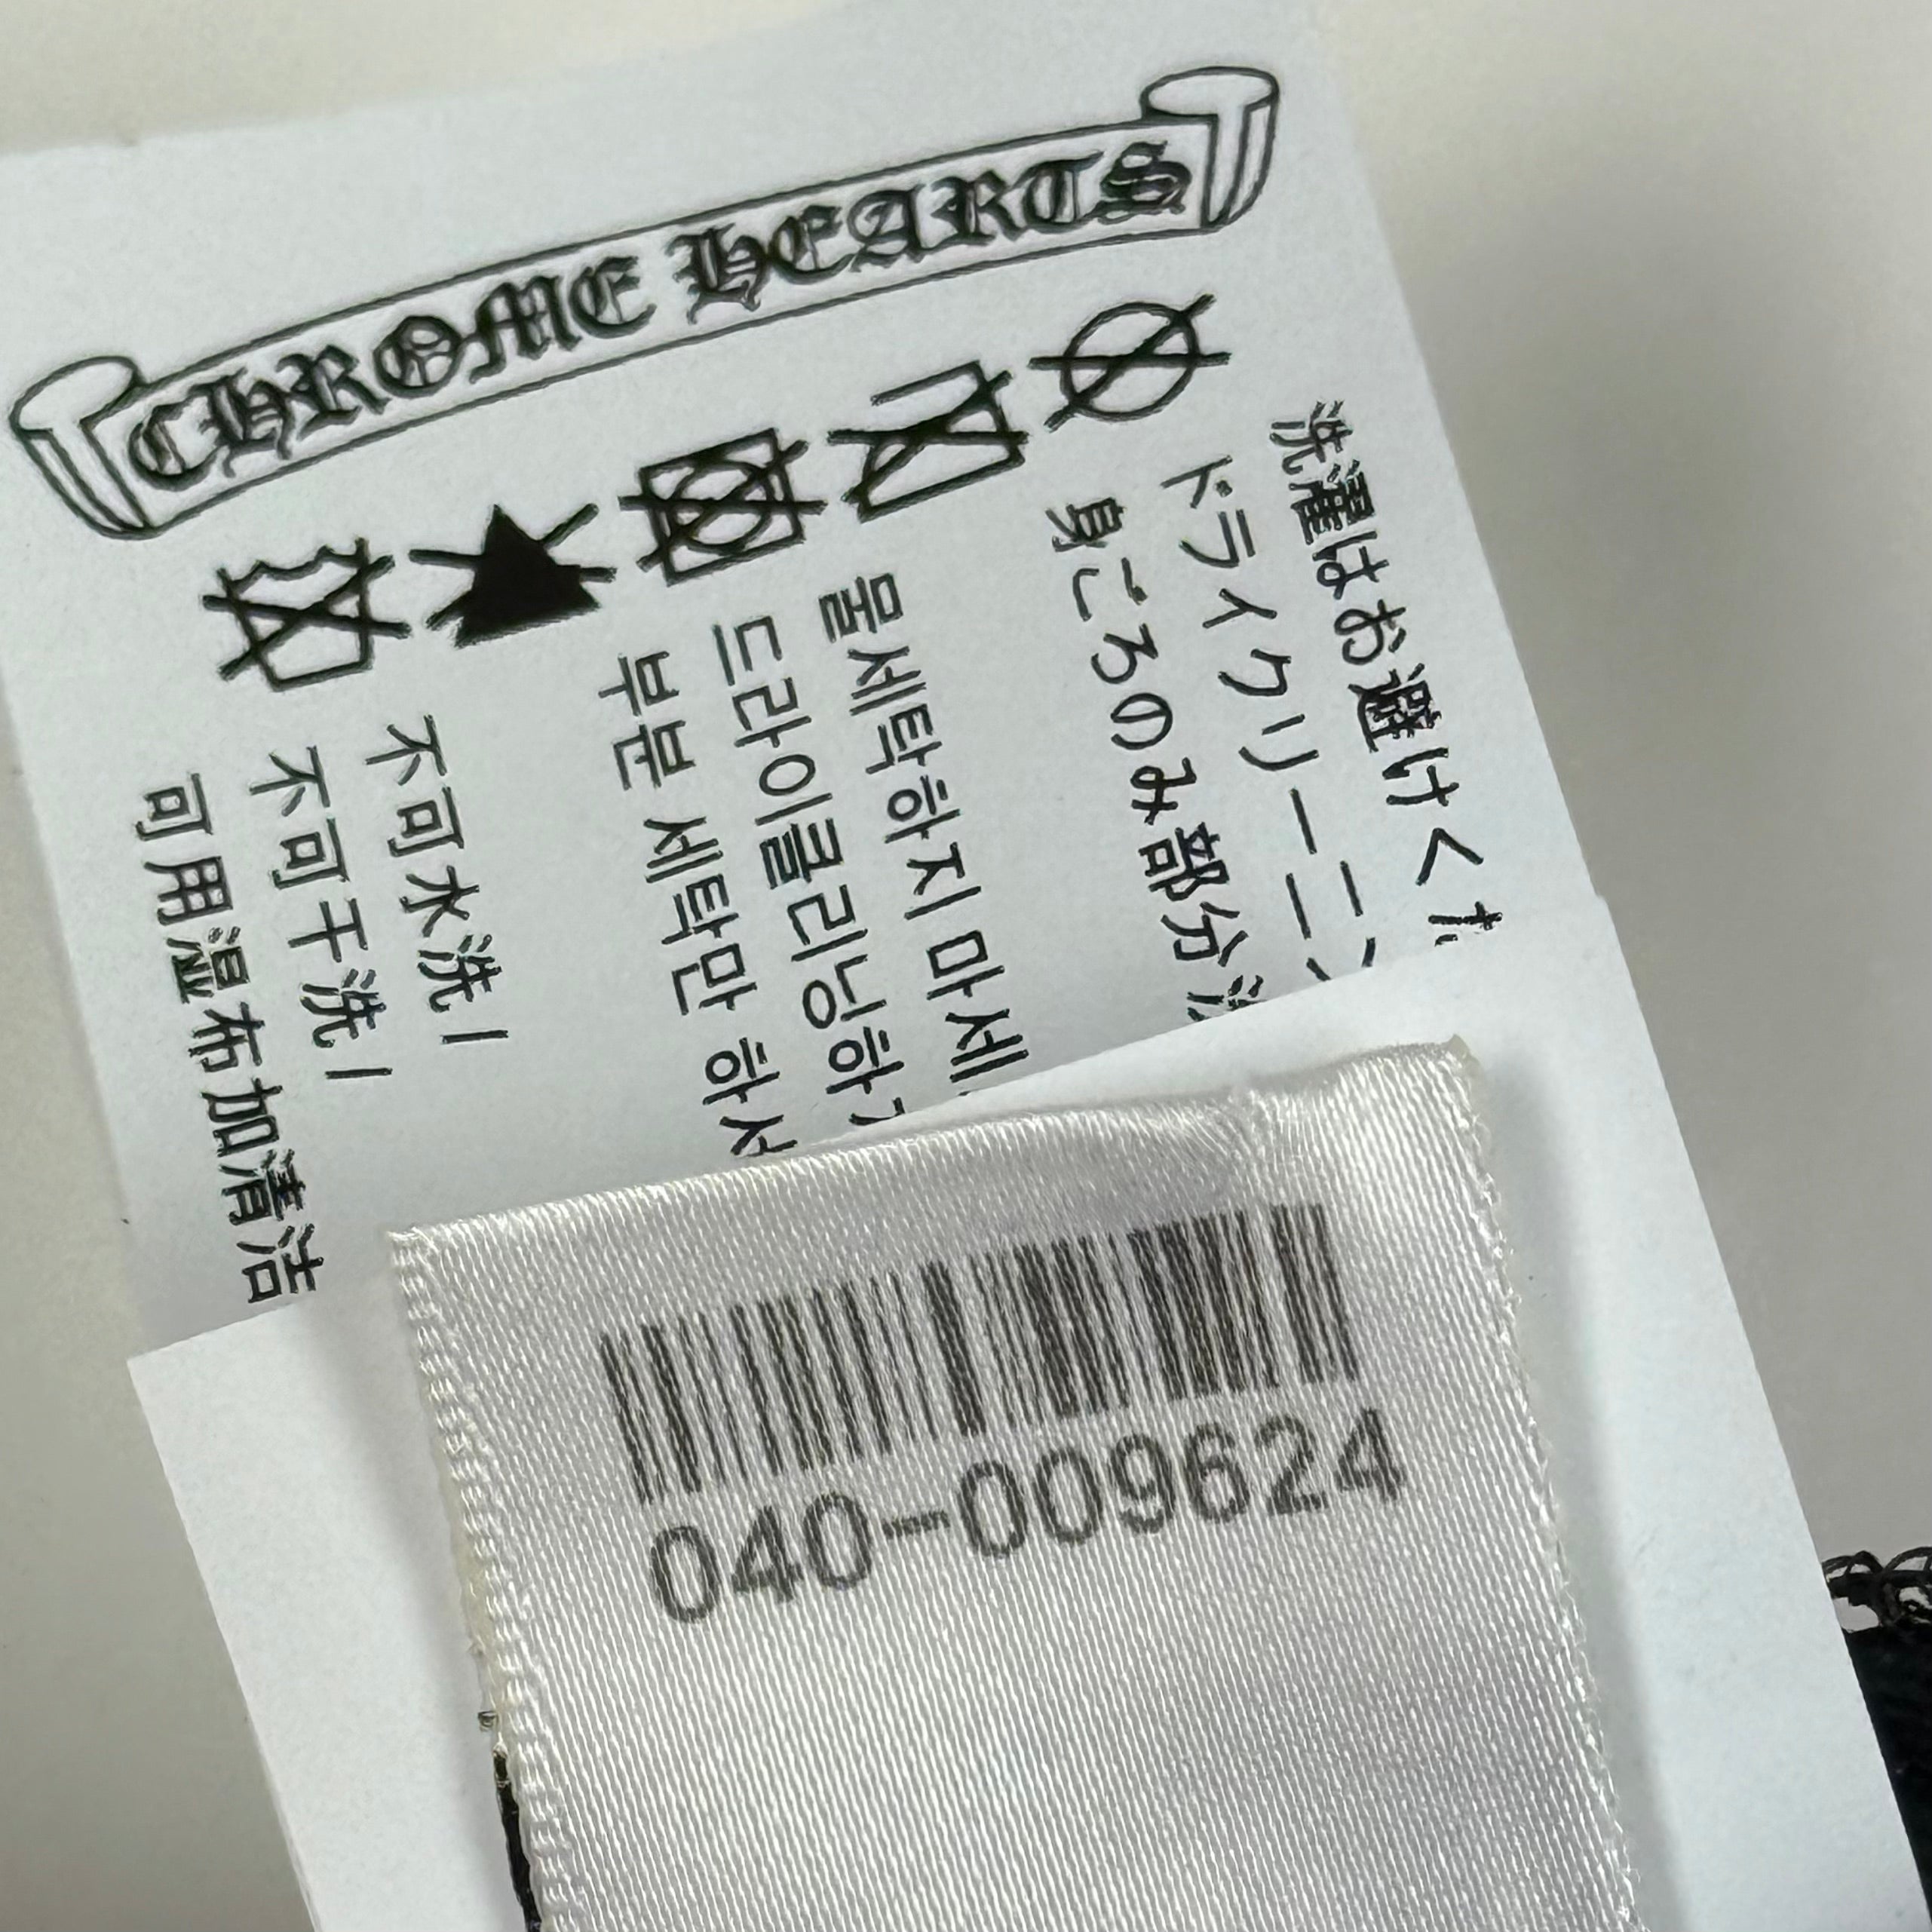 CHROME HEARTS
不可水洗/
不可干洗/
可用湿布加清洁
물세탁하지 마세
드라이클리닝하
부분 세탁만 하
洗濯はお避けく
ドライクリーニ
身ごろのみ部分
040-009624